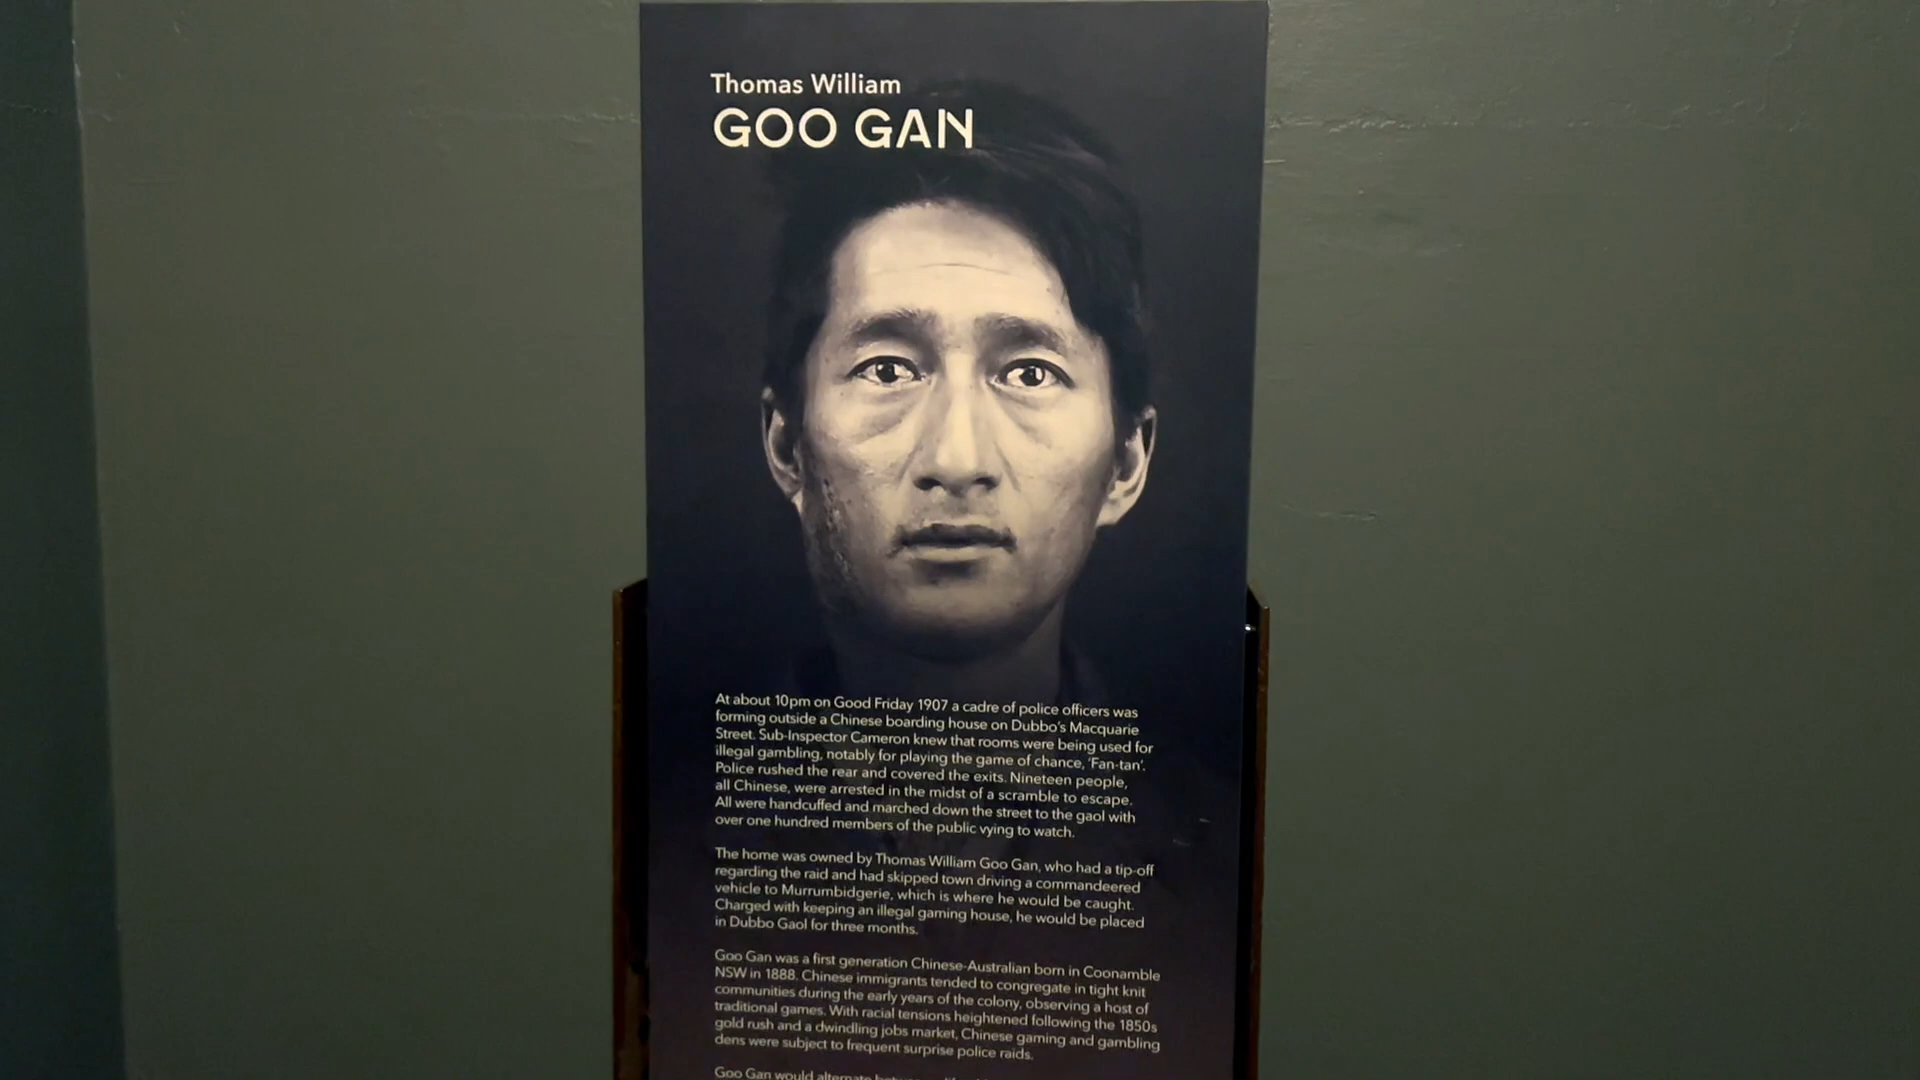 Thomas William
GOO GAN
At about 10pm on Good Friday 1907 a cadre of police officers was
forming outside a Chinese boarding house on Dubbo's Macquarie
Street. Sub-Inspector Cameron knew that rooms were being used for
illegal gambling, notably for playing the game of chance, 'Fan-tan'.
Police rushed the rear and covered the exits. Nineteen people,
all Chinese, were arrested in the midst of a scramble to escape.
All were handcuffed and marched down the street to the gaol with
over one hundred members of the public vying to watch.
The home was owned by Thomas William Goo Gan, who had a tip-off
regarding the raid and had skipped town driving a commandeered
vehicle to Murrumbidgerie, which is where he would be caught.
Charged with keeping an illegal gaming house, he would be placed
in Dubbo Gaol for three months.
Goo Gan was a first generation Chinese-Australian born in Coonamble
NSW in 1888. Chinese immigrants tended to congregate in tight knit
communities during the early years of the colony, observing a host of
traditional games. With racial tensions heightened following the 1850s
gold rush and a dwindling jobs market, Chinese gaming and gambling
dens were subject to frequent surprise police raids.
Goo Gan would alternate